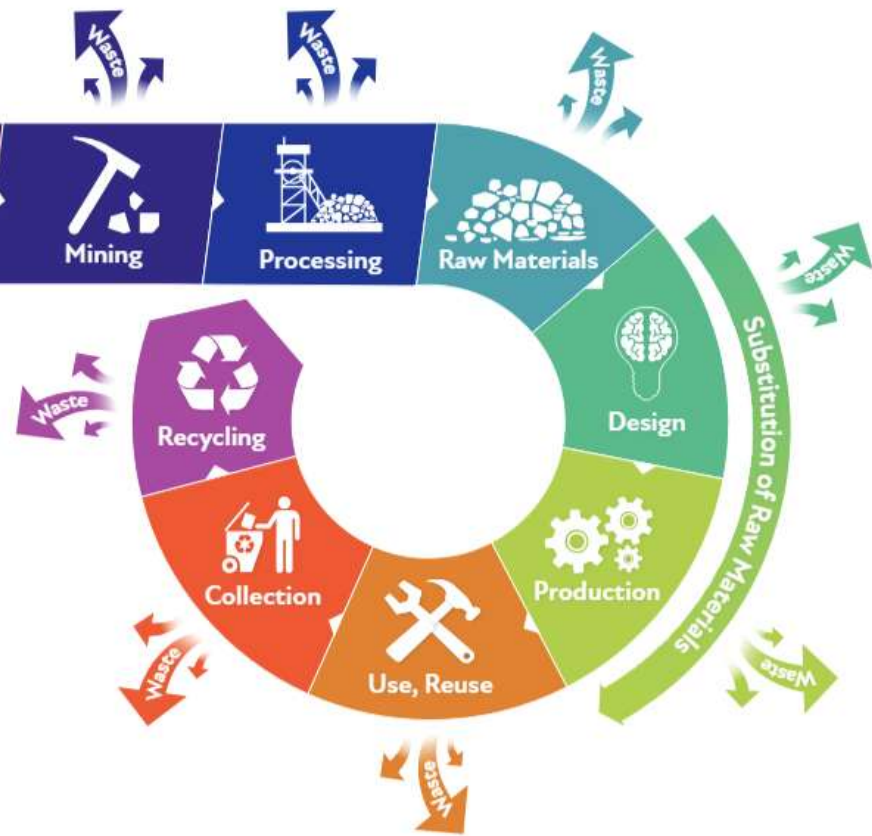 Waste
Waste
Waste
Mining
Processing
Raw Materials
Waste
Design
Substitution of Raw Materials
Production
Waste
Use, Reuse
Waste
Collection
Waste
Recycling
Waste